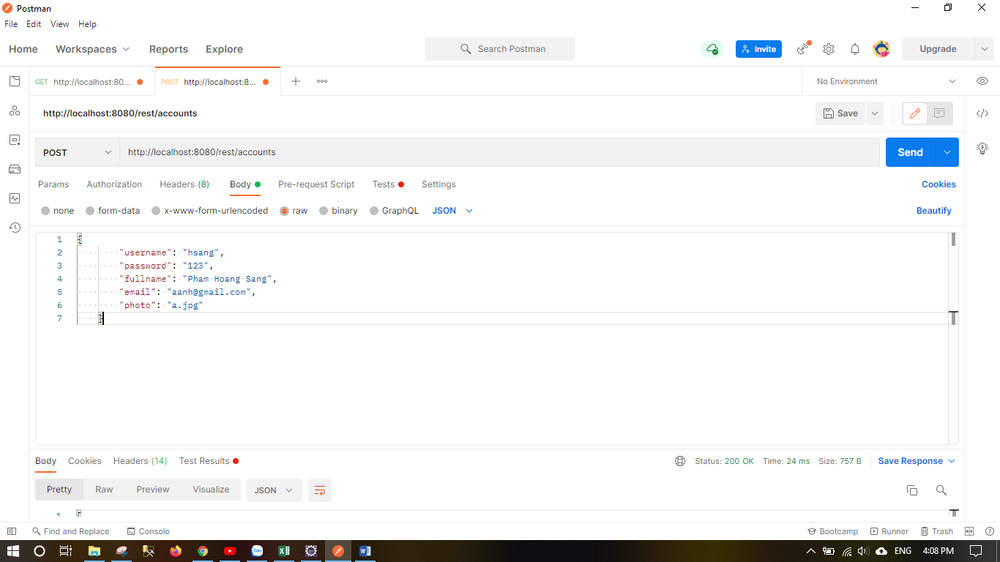 Postman
File Edit View Help
Home Workspaces Reports Explore Search Postman Invite Upgrade
GET http://localhost:80... POST http://localhost:8... No Environment
http://localhost:8080/rest/accounts Save
POST http://localhost:8080/rest/accounts Send
Params Authorization Headers (8) Body Pre-request Script Tests Settings Cookies
none form-data x-www-form-urlencoded raw binary GraphQL JSON Beautify
1 {
2 "username": "hsang",
3 "password": "123",
4 "fullname": "Pham Hoang Sang",
5 "email": "aanh@gmail.com",
6 "photo": "a.jpg"
7 }
Body Cookies Headers (14) Test Results Status: 200 OK Time: 24 ms Size: 757 B Save Response
Pretty Raw Preview Visualize JSON
Find and Replace Console Bootcamp Runner Trash
Zalo ENG 4:08 PM